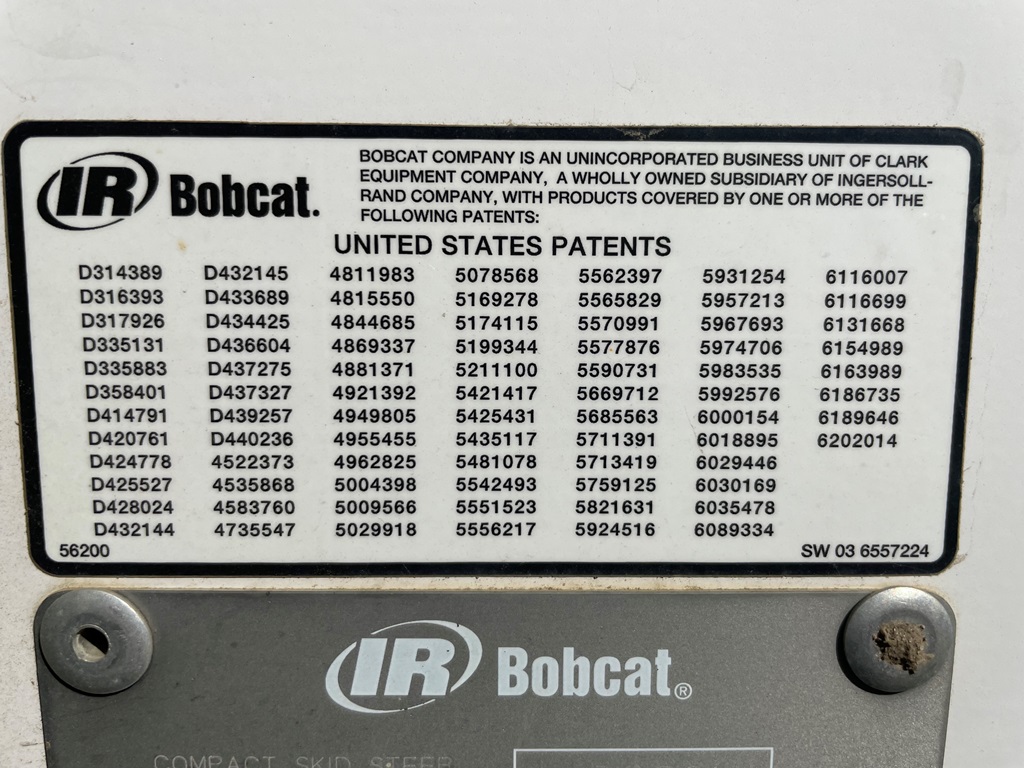 IR Bobcat.
BOBCAT COMPANY IS AN UNINCORPORATED BUSINESS UNIT OF CLARK
EQUIPMENT COMPANY, A WHOLLY OWNED SUBSIDIARY OF INGERSOLL-
RAND COMPANY, WITH PRODUCTS COVERED BY ONE OR MORE OF THE
FOLLOWING PATENTS:
UNITED STATES PATENTS
D314389 D432145 4811983 5078568 5562397 5931254 6116007
D316393 D433689 4815550 5169278 5565829 5957213 6116699
D317926 D434425 4844685 5174115 5570991 5967693 6131668
D335131 D436604 4869337 5199344 5577876 5974706 6154989
D335883 D437275 4881371 5211100 5590731 5983535 6163989
D358401 D437327 4921392 5421417 5669712 5992576 6186735
D414791 D439257 4949805 5425431 5685563 6000154 6189646
D420761 D440236 4955455 5435117 5711391 6018895 6202014
D424778 4522373 4962825 5481078 5713419 6029446
D425527 4535868 5004398 5542493 5759125 6030169
D428024 4583760 5009566 5551523 5821631 6035478
D432144 4735547 5029918 5556217 5924516 6089334
56200 SW 03 6557224
IR Bobcat®
COMPACT SKID STEER